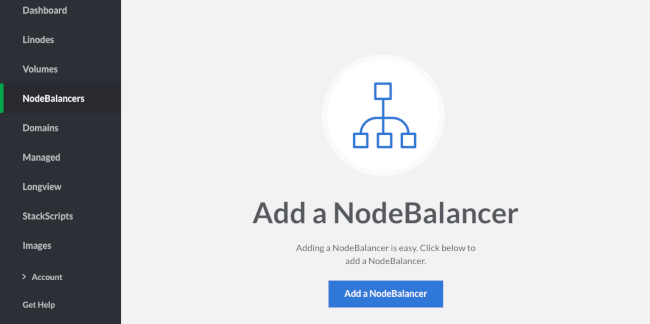 Dashboard
Linodes
Volumes
NodeBalancers
Domains
Managed
Longview
StackScripts
Images
Account
Get Help
Add a NodeBalancer
Adding a NodeBalancer is easy. Click below to
add a NodeBalancer.
Add a NodeBalancer